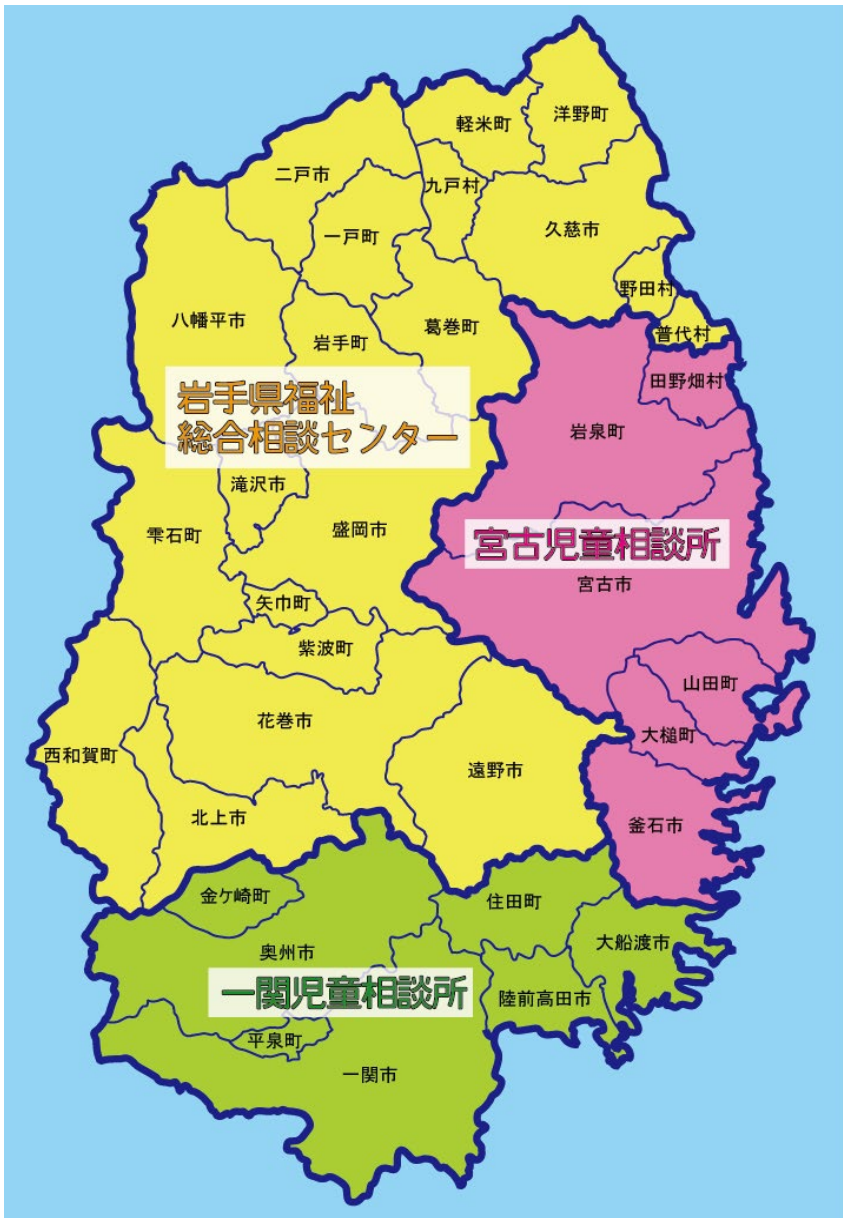 洋野町
軽米町
二戸市
九戸村
久慈市
一戸町
野田村
八幡平市
葛巻町
岩手町
普代村
田野畑村
岩手県福祉
総合相談センター
岩泉町
滝沢市
盛岡市
雫石町
宮古児童相談所
宮古市
矢巾町
紫波町
山田町
花巻市
大槌町
西和賀町
遠野市
北上市
釜石市
金ケ崎町
住田町
奥州市
大船渡市
一関児童相談所
陸前高田市
平泉町
一関市